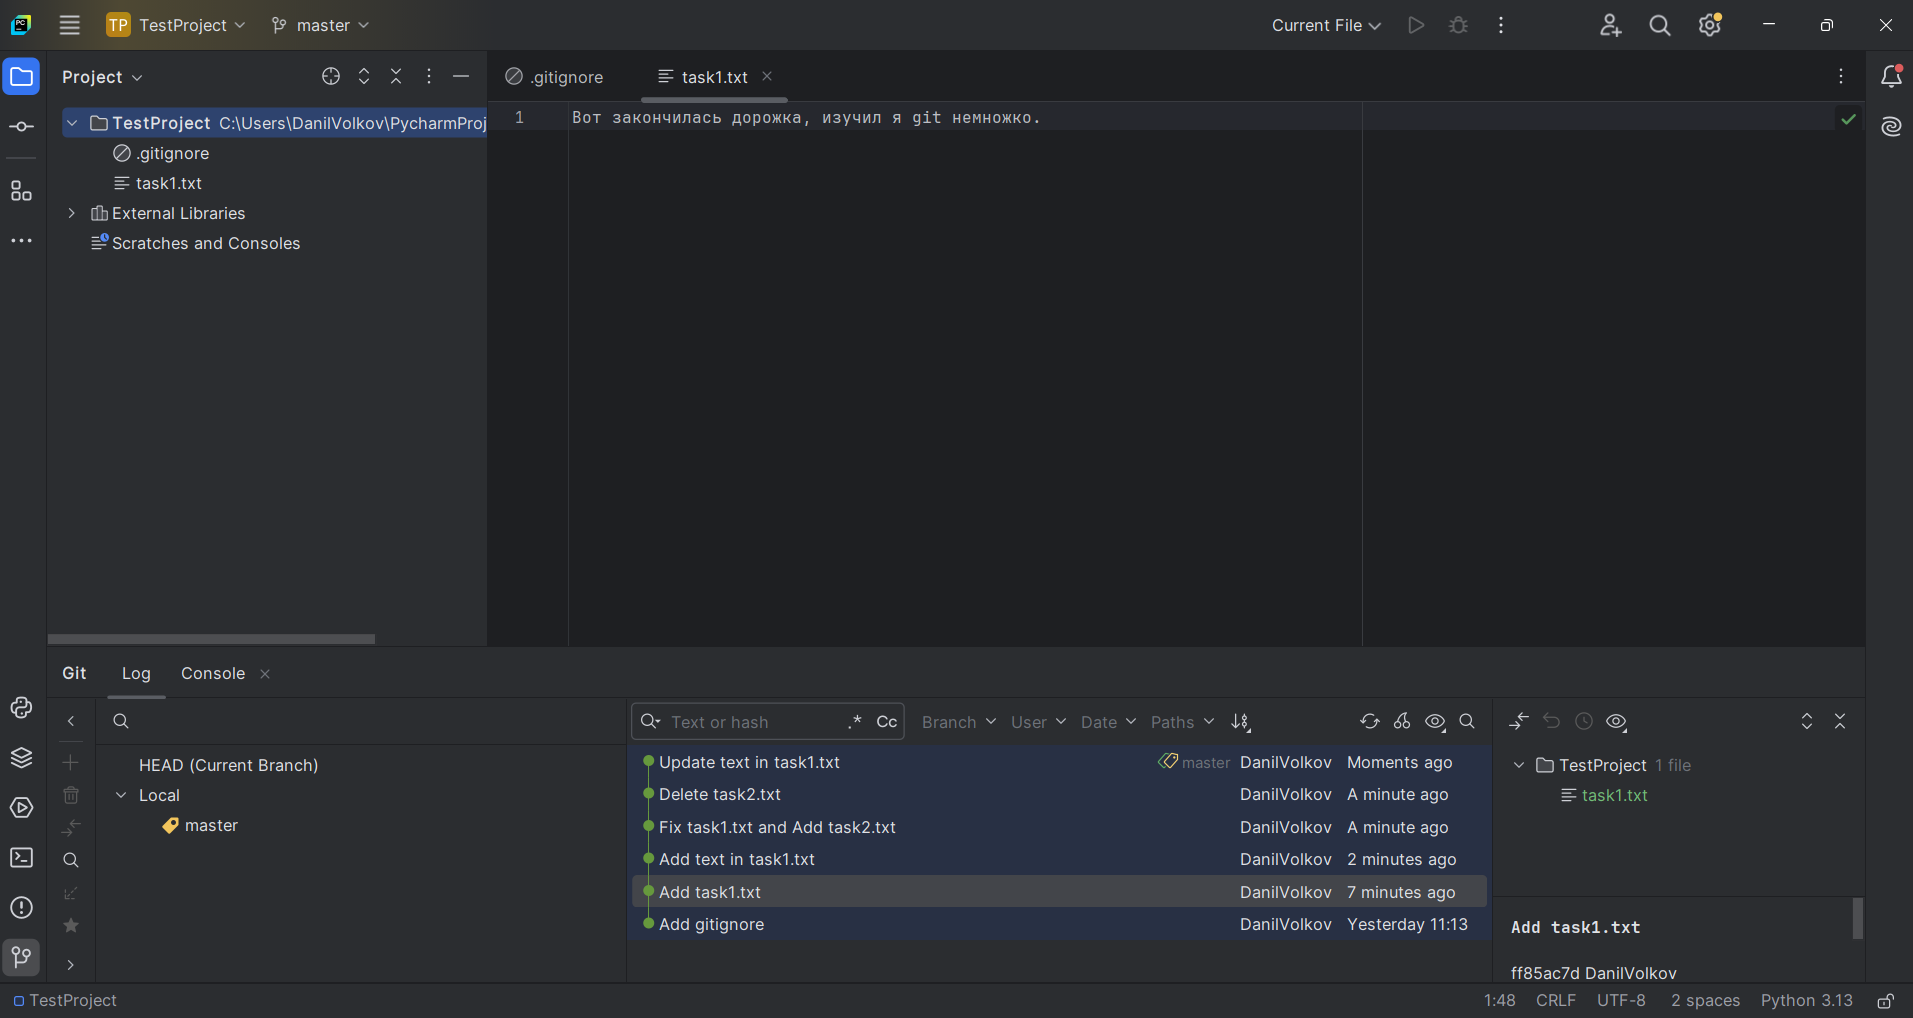 PC TP TestProject master Current File
Project .gitignore task1.txt
TestProject C:\Users\DanilVolkov\PycharmProj
.gitignore
task1.txt
External Libraries
Scratches and Consoles
1 Вот закончилась дорожка, изучил я git немножко.
Git Log Console
HEAD (Current Branch)
Local
master
Text or hash .* Cc Branch User Date Paths
Update text in task1.txt master DanilVolkov Moments ago
Delete task2.txt DanilVolkov A minute ago
Fix task1.txt and Add task2.txt DanilVolkov A minute ago
Add text in task1.txt DanilVolkov 2 minutes ago
Add task1.txt DanilVolkov 7 minutes ago
Add gitignore DanilVolkov Yesterday 11:13
TestProject 1 file
task1.txt
Add task1.txt
ff85ac7d DanilVolkov
TestProject 1:48 CRLF UTF-8 2 spaces Python 3.13